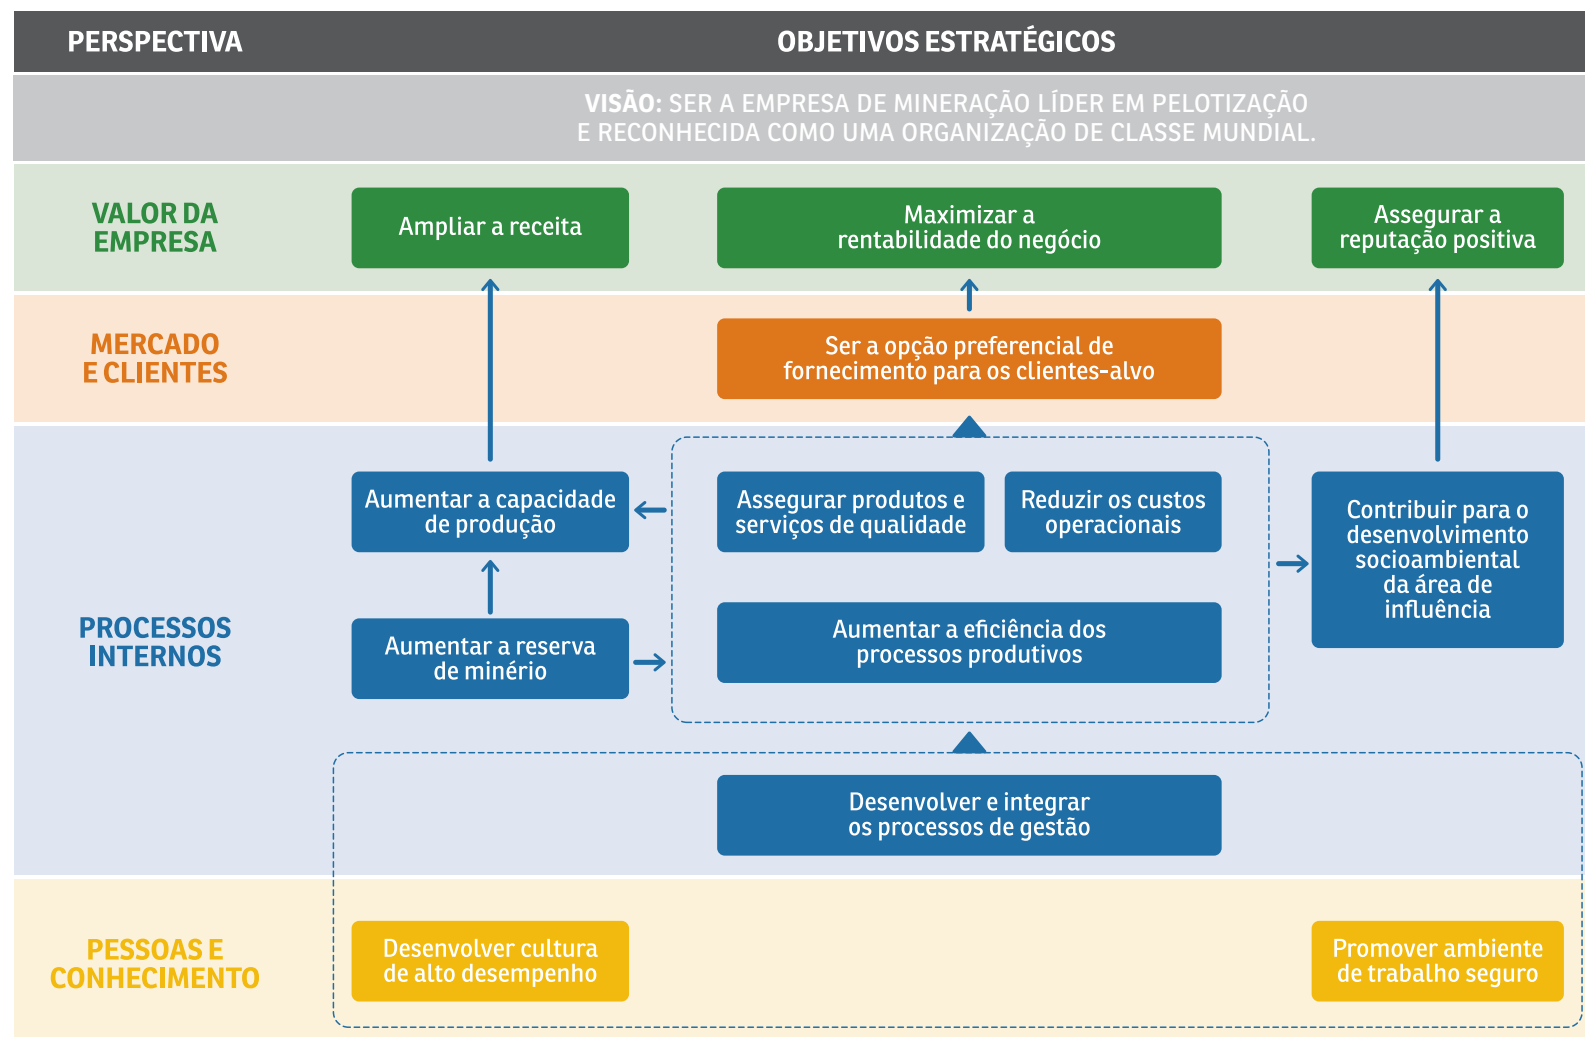 PERSPECTIVA
OBJETIVOS ESTRATÉGICOS
VISÃO: SER A EMPRESA DE MINERAÇÃO LÍDER EM PELOTIZAÇÃO
E RECONHECIDA COMO UMA ORGANIZAÇÃO DE CLASSE MUNDIAL.
VALOR DA
EMPRESA
Ampliar a receita
Maximizar a
rentabilidade do negócio
Assegurar a
reputação positiva
MERCADO
E CLIENTES
Ser a opção preferencial de
fornecimento para os clientes-alvo
PROCESSOS
INTERNOS
Aumentar a capacidade
de produção
Assegurar produtos e
serviços de qualidade
Reduzir os custos
operacionais
Contribuir para o
desenvolvimento
socioambiental
da área de
influência
Aumentar a reserva
de minério
Aumentar a eficiência dos
processos produtivos
Desenvolver e integrar
os processos de gestão
PESSOAS E
CONHECIMENTO
Desenvolver cultura
de alto desempenho
Promover ambiente
de trabalho seguro